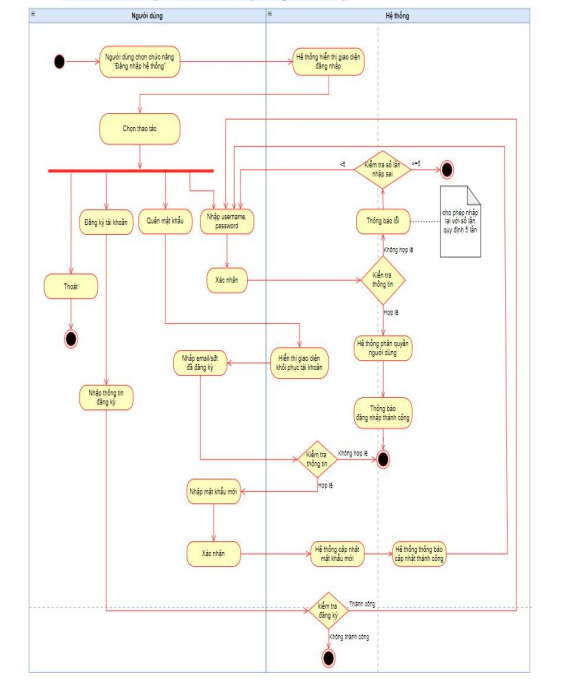 Người dùng
Hệ thống
Người dùng chọn chức năng
"Đăng nhập hệ thống"
Hệ thống hiển thị giao diện
đăng nhập
Chọn thao táo
<6
Kiểm tra số lần
nhập sai
>=6
Đăng ký tài khoản
Quên mật khẩu
Nhập username,
password
Thông báo lỗi
cho phép nhập
lại với số lần
quy định 5 lần
Không hợp lệ
Xác nhận
Kiển tra
thông tin
Thoát
Hợp lệ
Hệ thống phân quyền
người dùng
Nhập email/sđt
đã đăng ký
Hiển thị giao diện
khôi phục tài khoản
Nhập thông tin
đăng ký
Thông báo
đăng nhập thành công
Kiểm tra
thông tin
Không hợp lệ
Hợp lệ
Nhập mật khẩu mới
Xác nhận
Hệ thống cập nhật
mật khẩu mới
Hệ thống thông báo
cập nhất thành công
kiểm tra
đăng ký
Thành công
Không thành công